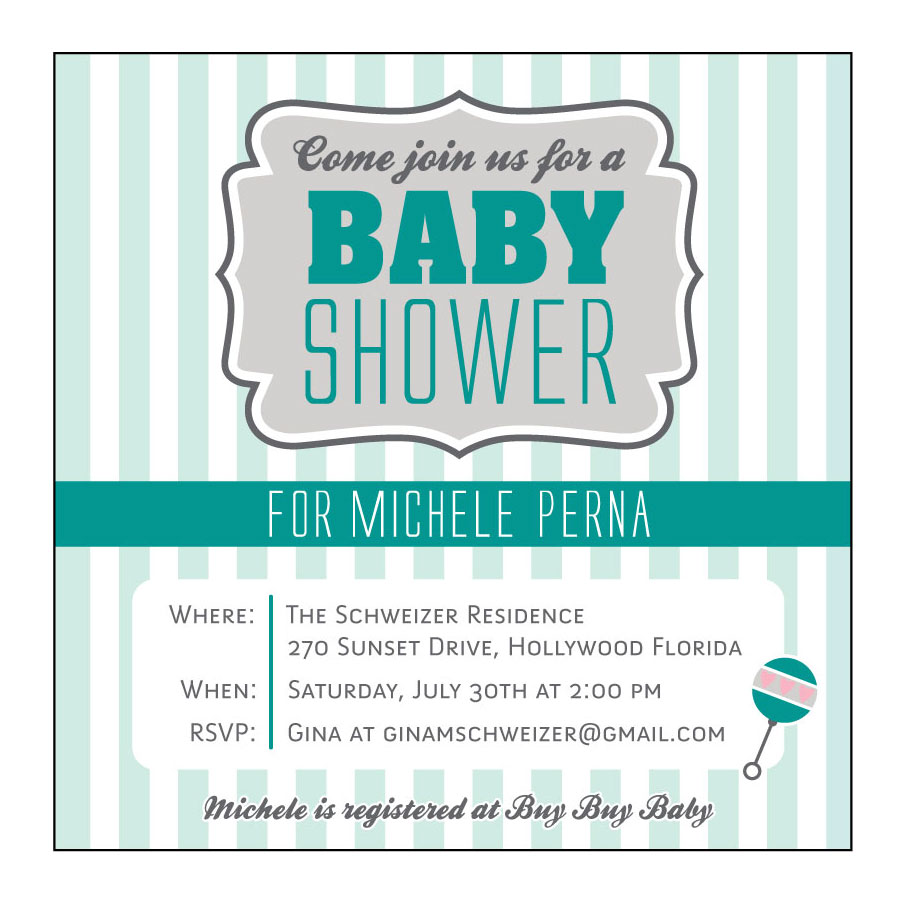 Come join us for a
BABY
SHOWER
FOR MICHELE PERNA
WHERE: THE SCHWEIZER RESIDENCE
270 SUNSET DRIVE, HOLLYWOOD FLORIDA
WHEN: SATURDAY, JULY 30TH AT 2:00 PM
RSVP: GINA AT GINAMSCHWEIZER@GMAIL.COM
Michele is registered at Buy Buy Baby